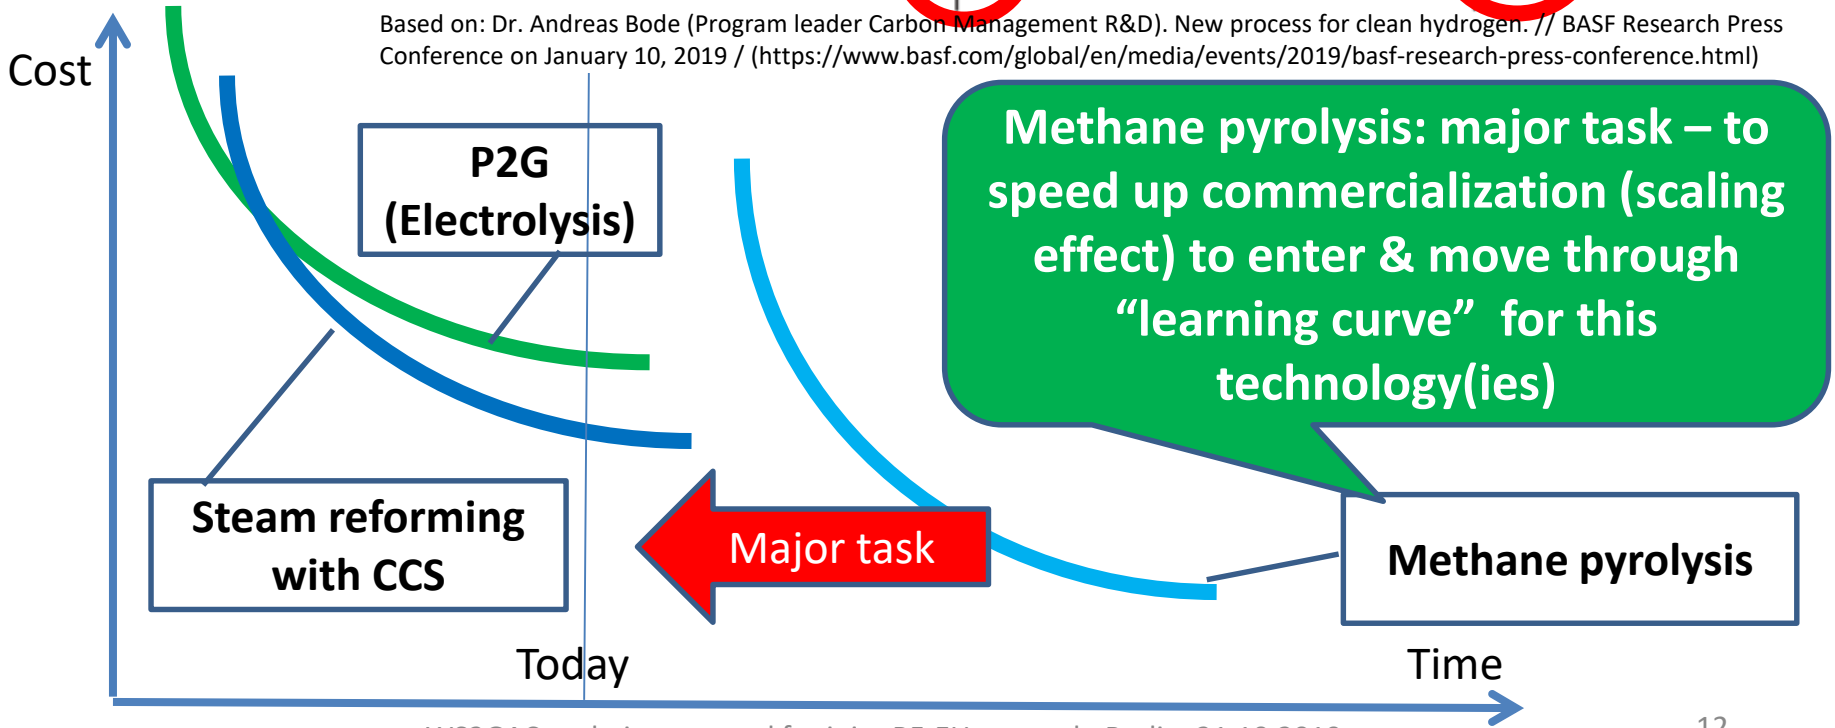 Based on: Dr. Andreas Bode (Program leader Carbon Management R&D). New process for clean hydrogen. // BASF Research Press
Conference on January 10, 2019 / (https://www.basf.com/global/en/media/events/2019/basf-research-press-conference.html)
Cost
P2G
(Electrolysis)
Methane pyrolysis: major task – to
speed up commercialization (scaling
effect) to enter & move through
“learning curve”  for this
technology(ies)
Steam reforming
with CCS
Major task
Methane pyrolysis
Today
Time
12